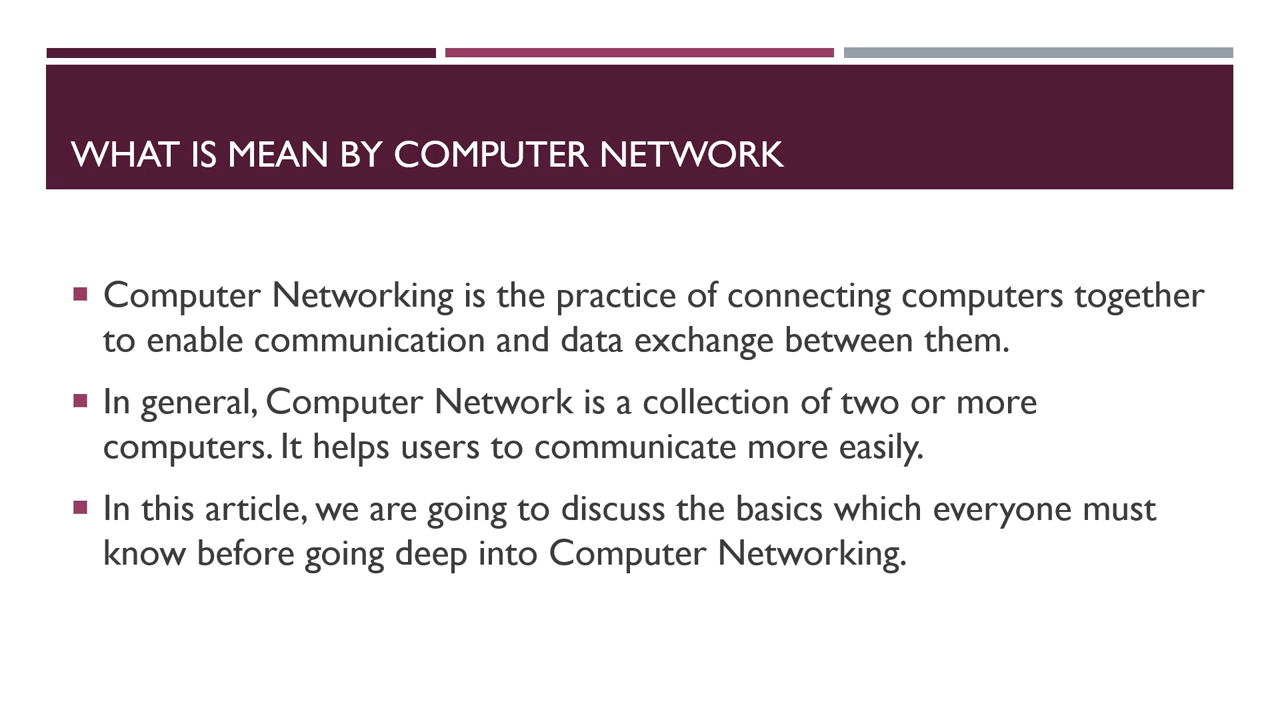 WHAT IS MEAN BY COMPUTER NETWORK
Computer Networking is the practice of connecting computers together
to enable communication and data exchange between them.
In general, Computer Network is a collection of two or more
computers. It helps users to communicate more easily.
In this article, we are going to discuss the basics which everyone must
know before going deep into Computer Networking.